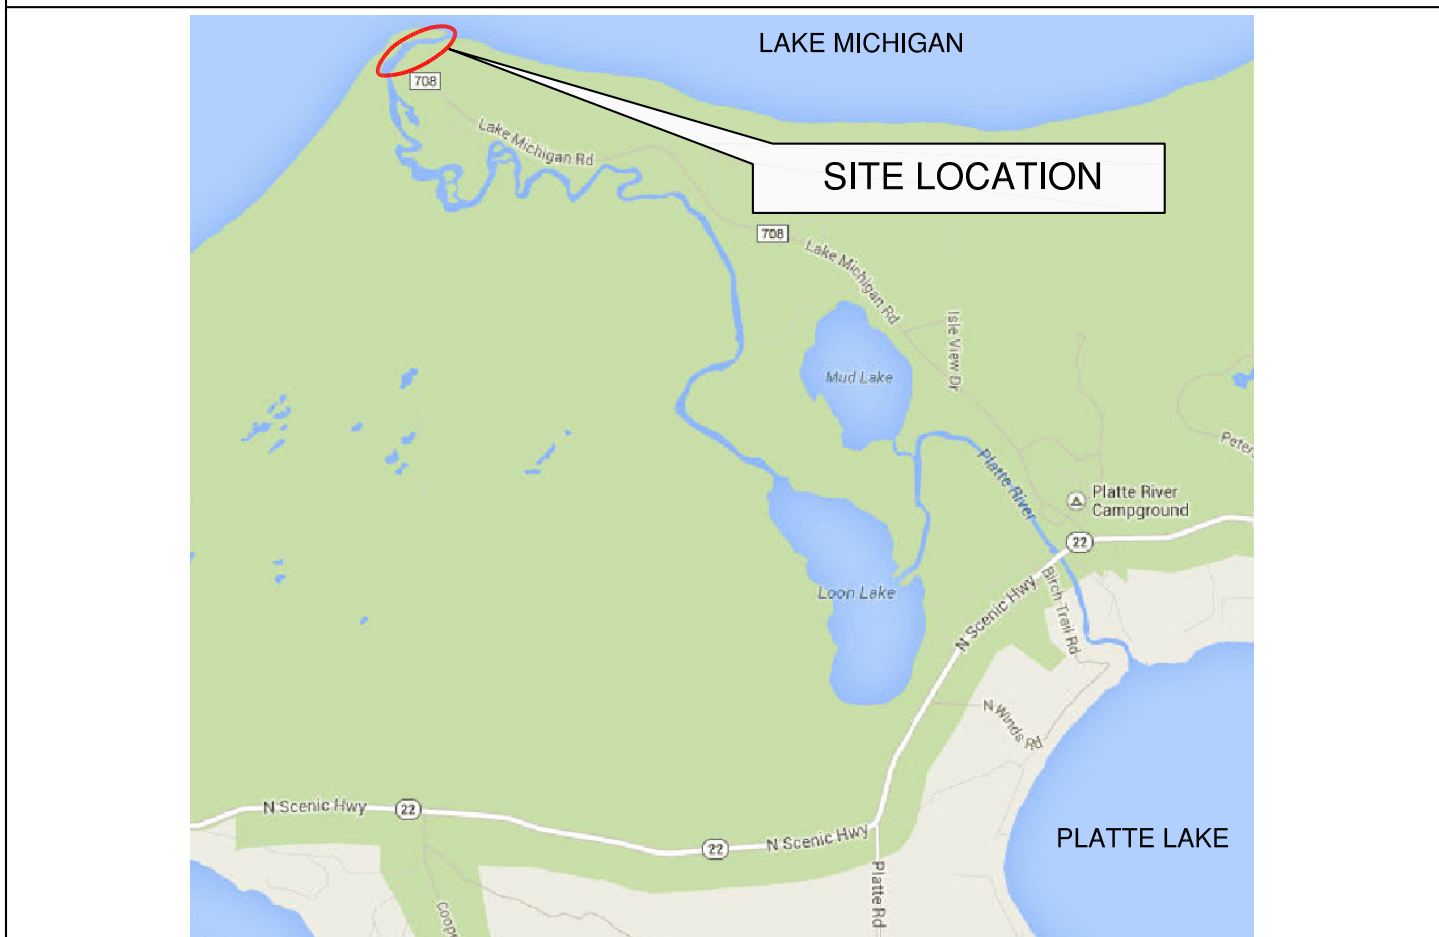 LAKE MICHIGAN
708
Lake Michigan Rd
SITE LOCATION
708
Lake Michigan Rd
Isle View Dr
Mud Lake
Platte River
Platte River
Campground
22
N Scenic Hwy
Birch Trail Rd
Loon Lake
N Winds Rd
N Scenic Hwy
22
22
N Scenic Hwy
PLATTE LAKE
Platte Rd